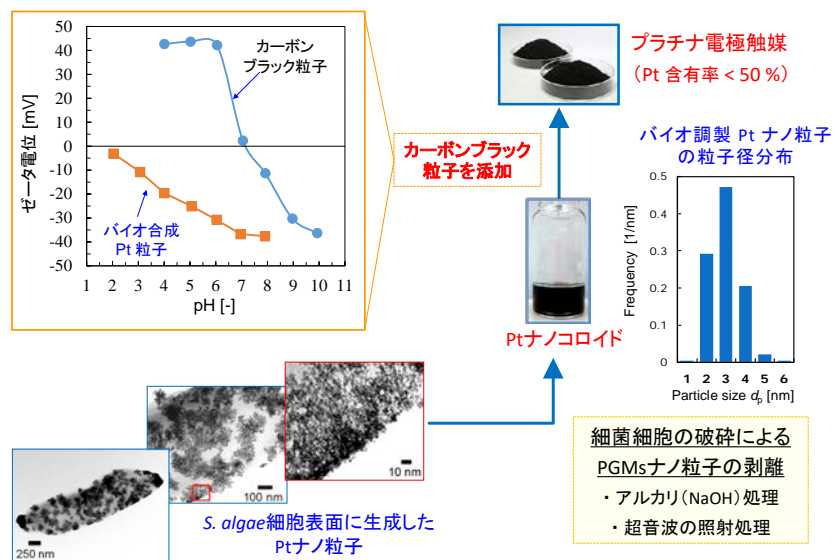 50
40
30
20
10
0
-10
-20
-30
-40
-50
ゼータ電位 [mV]
カーボン
ブラック粒子
バイオ合成
Pt 粒子
1 2 3 4 5 6 7 8 9 10 11
pH [-]
カーボンブラック
粒子を添加
プラチナ電極触媒
(Pt 含有率 < 50 %)
バイオ調製 Pt ナノ粒子
の粒子径分布
0.5
0.4
0.3
0.2
0.1
0
Frequency [1/nm]
1 2 3 4 5 6
Particle size dp [nm]
Ptナノコロイド
250 nm
100 nm
10 nm
S. algae細胞表面に生成した
Ptナノ粒子
細菌細胞の破砕による
PGMsナノ粒子の剥離
・アルカリ(NaOH)処理
・超音波の照射処理